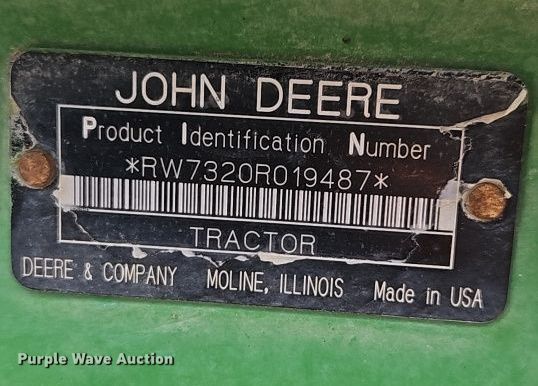 JOHN DEERE
Product Identification Number
*RW7320R019487*
TRACTOR
DEERE & COMPANY MOLINE, ILLINOIS Made in USA
Purple Wave Auction